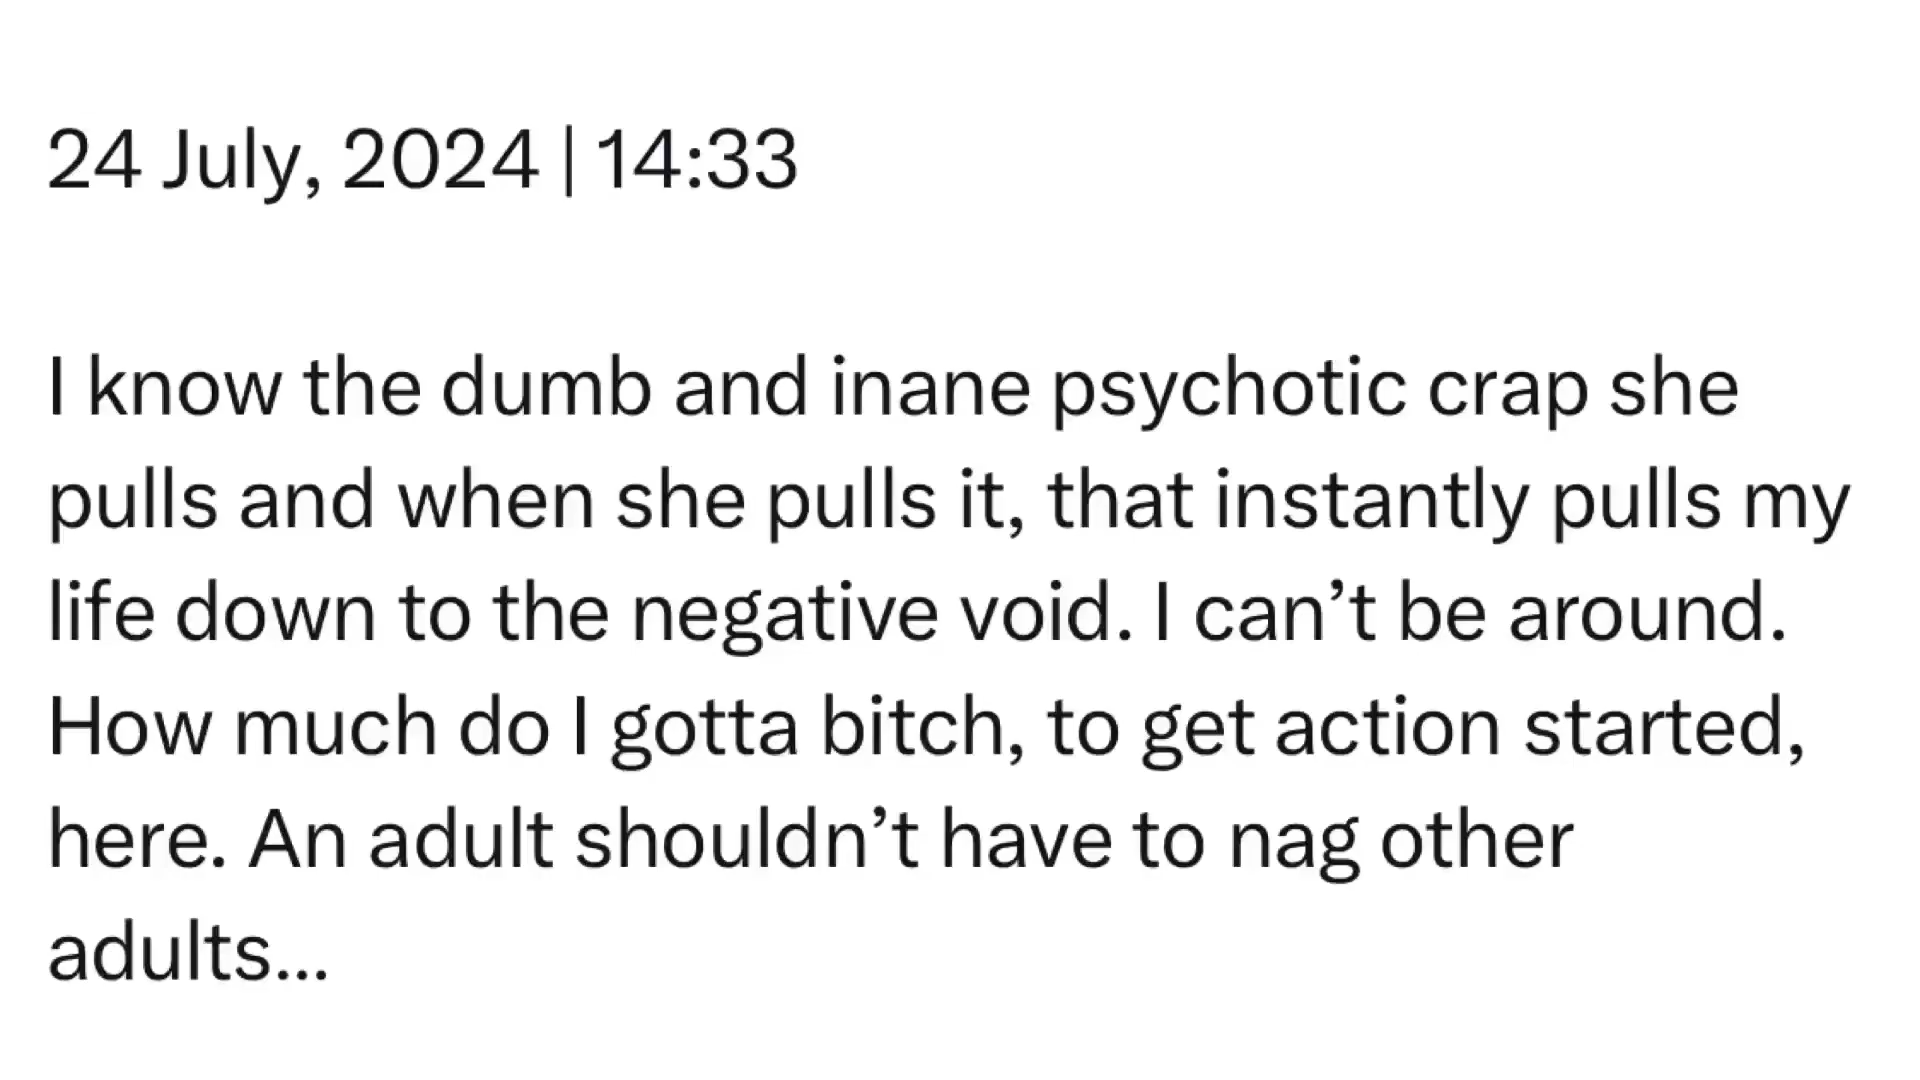 24 July, 2024 | 14:33
I know the dumb and inane psychotic crap she
pulls and when she pulls it, that instantly pulls my
life down to the negative void. I can’t be around.
How much do I gotta bitch, to get action started,
here. An adult shouldn’t have to nag other
adults...